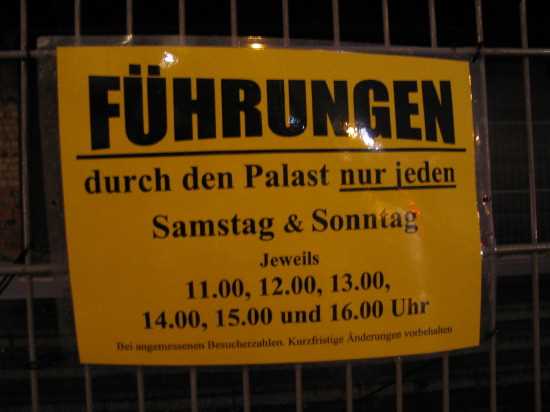 FÜHRUNGEN
durch den Palast nur jeden
Samstag & Sonntag
Jeweils
11.00, 12.00, 13.00,
14.00, 15.00 und 16.00 Uhr
Bei angemessenen Besucherzahlen. Kurzfristige Änderungen vorbehalten